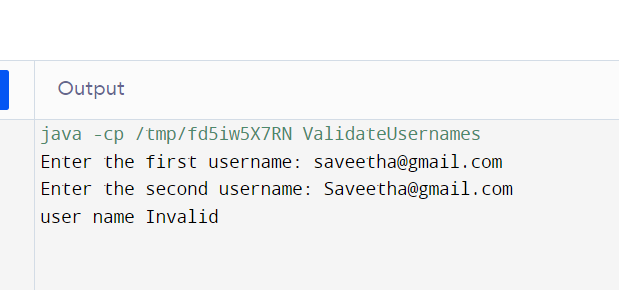 Output
java -cp /tmp/fd5iw5X7RN ValidateUsernames
Enter the first username: saveetha@gmail.com
Enter the second username: Saveetha@gmail.com
user name Invalid